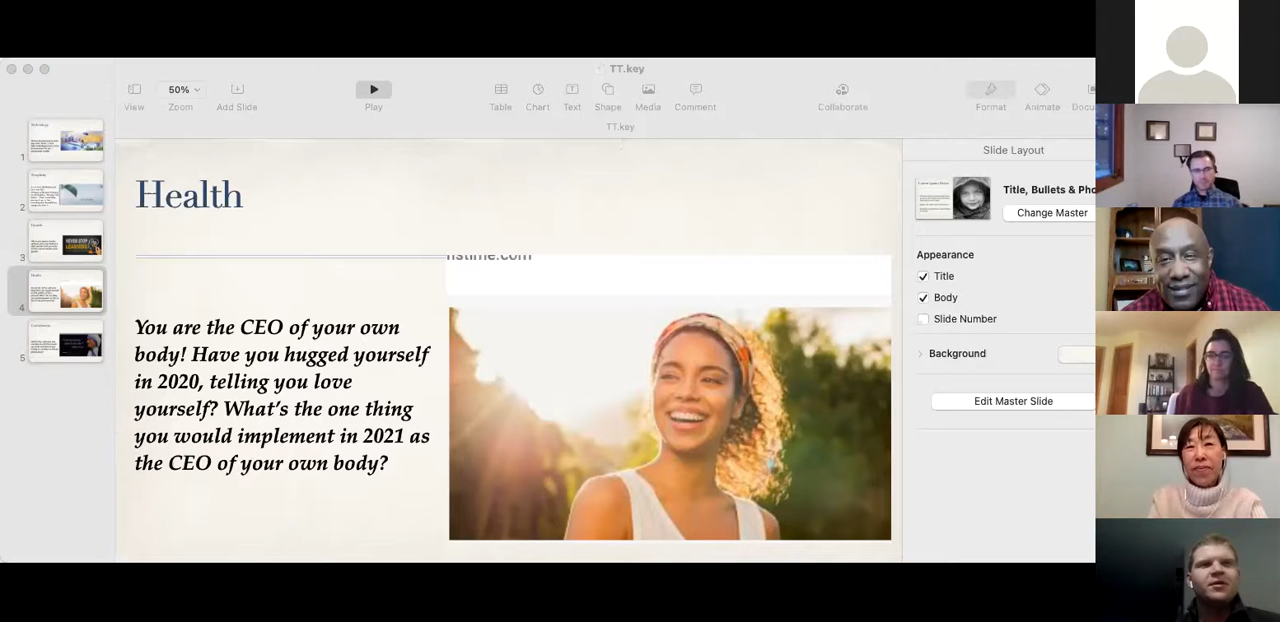 TT.key
50%
View
Zoom
Add Slide
Play
Table
Chart
Text
Shape
Media
Comment
Collaborate
Format
Animate
TT.key
1
2
3
NEVER STOP
LEARNING
4
5
Health
You are the CEO of your own
body! Have you hugged yourself
in 2020, telling you love
yourself? What's the one thing
you would implement in 2021 as
the CEO of your own body?
Slide Layout
Title, Bullets & Pho
Change Master
Appearance
Title
Body
Slide Number
Background
Edit Master Slide